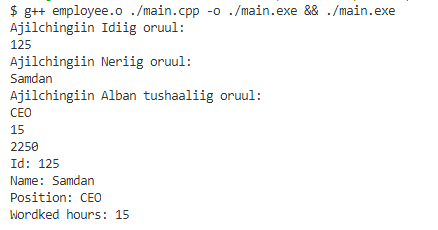 $ g++ employee.o ./main.cpp -o ./main.exe && ./main.exe
Ajilchingiin Idiig oruul:
125
Ajilchingiin Neriig oruul:
Samdan
Ajilchingiin Alban tushaaliig oruul:
CEO
15
2250
Id: 125
Name: Samdan
Position: CEO
Wordked hours: 15